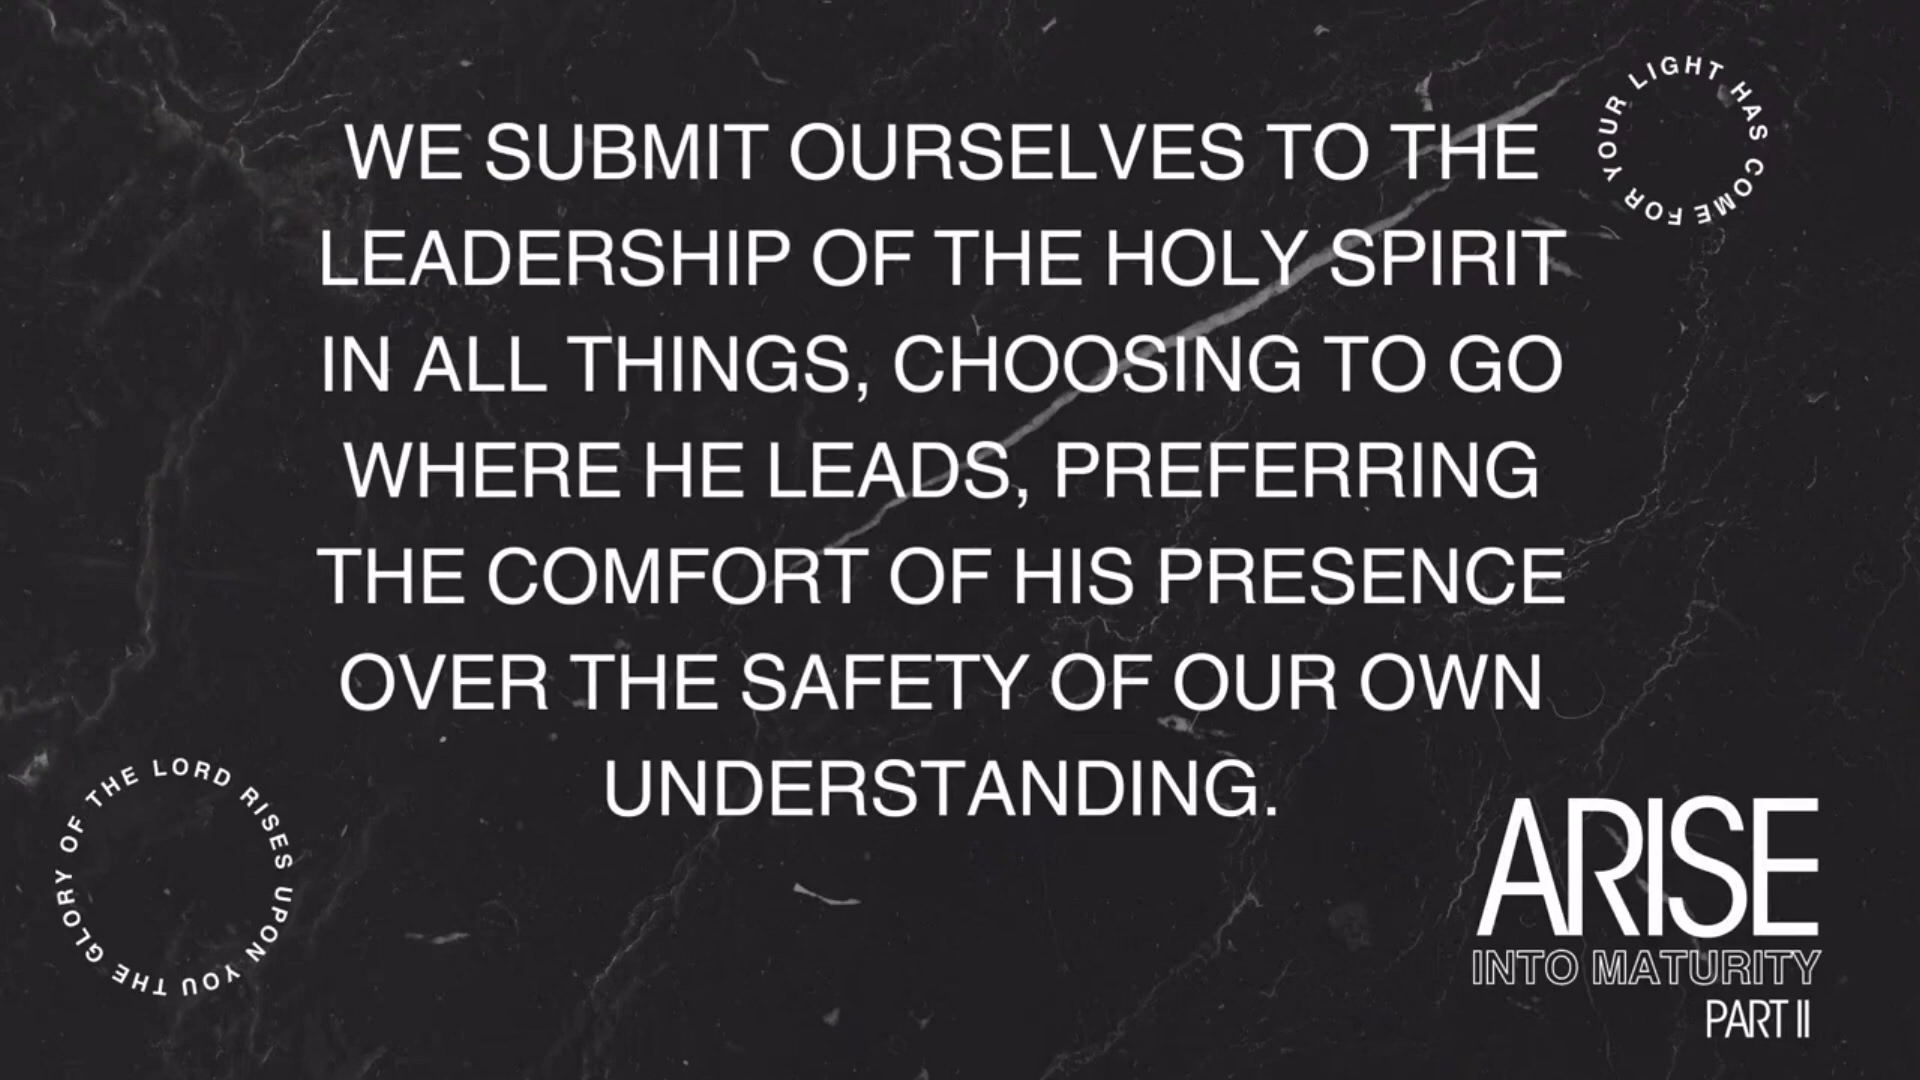 WE SUBMIT OURSELVES TO THE
LEADERSHIP OF THE HOLY SPIRIT
IN ALL THINGS, CHOOSING TO GO
WHERE HE LEADS, PREFERRING
THE COMFORT OF HIS PRESENCE
OVER THE SAFETY OF OUR OWN
UNDERSTANDING.
FOR YOUR LIGHT HAS COME
THE GLORY OF THE LORD RISES UPON YOU
ARISE
INTO MATURITY
PART II